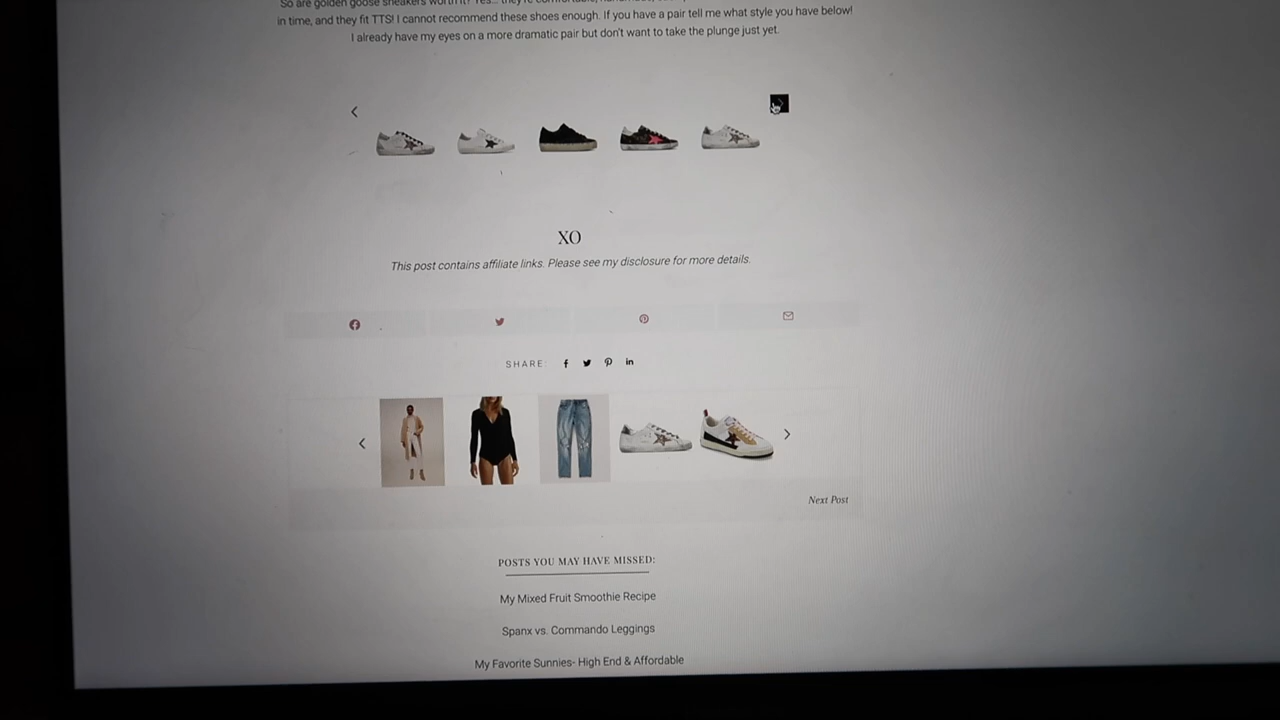 So are golden goose sneakers worth it? Yes... they're comfortable,
in time, and they fit TTS! I cannot recommend these shoes enough. If you have a pair tell me what style you have below!
I already have my eyes on a more dramatic pair but don't want to take the plunge just yet.
XO
This post contains affiliate links. Please see my disclosure for more details.
SHARE:
Next Post
POSTS YOU MAY HAVE MISSED:
My Mixed Fruit Smoothie Recipe
Spanx vs. Commando Leggings
My Favorite Sunnies- High End & Affordable